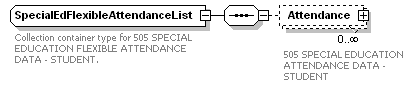 SpecialEdFlexibleAttendanceList
Attendance
0..∞
Collection container type for 505 SPECIAL
EDUCATION FLEXIBLE ATTENDANCE
DATA - STUDENT.
505 SPECIAL EDUCATION
ATTENDANCE DATA -
STUDENT